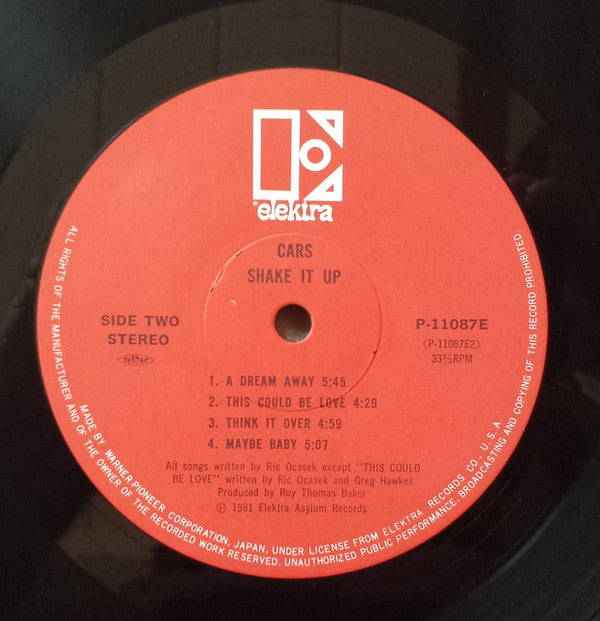 ®elektra
CARS
SHAKE IT UP
SIDE TWO
STEREO
JASRAC
P-11087E
(P-11087E2)
33⅓RPM
1. A DREAM AWAY 5:45
2. THIS COULD BE LOVE 4:29
3. THINK IT OVER 4:59
4. MAYBE BABY 5:07
All songs written by Ric Ocasek except "THIS COULD
BE LOVE" written by Ric Ocasek and Greg Hawkes
Produced by Roy Thomas Baker
Ⓟ 1981 Elektra Asylum Records
MADE BY WARNER-PIONEER CORPORATION, JAPAN, UNDER LICENSE FROM ELEKTRA RECORDS CO., U.S.A.
ALL RIGHTS OF THE MANUFACTURER AND OF THE OWNER OF THE RECORDED WORK RESERVED. UNAUTHORIZED PUBLIC PERFORMANCE, BROADCASTING AND COPYING OF THIS RECORD PROHIBITED.